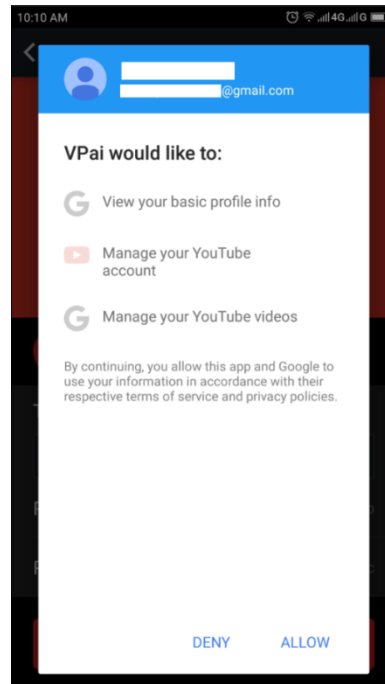 10:10 AM 4G G
@gmail.com
VPai would like to:
View your basic profile info
Manage your YouTube
account
Manage your YouTube videos
By continuing, you allow this app and Google to
use your information in accordance with their
respective terms of service and privacy policies.
T
F
F
DENY ALLOW